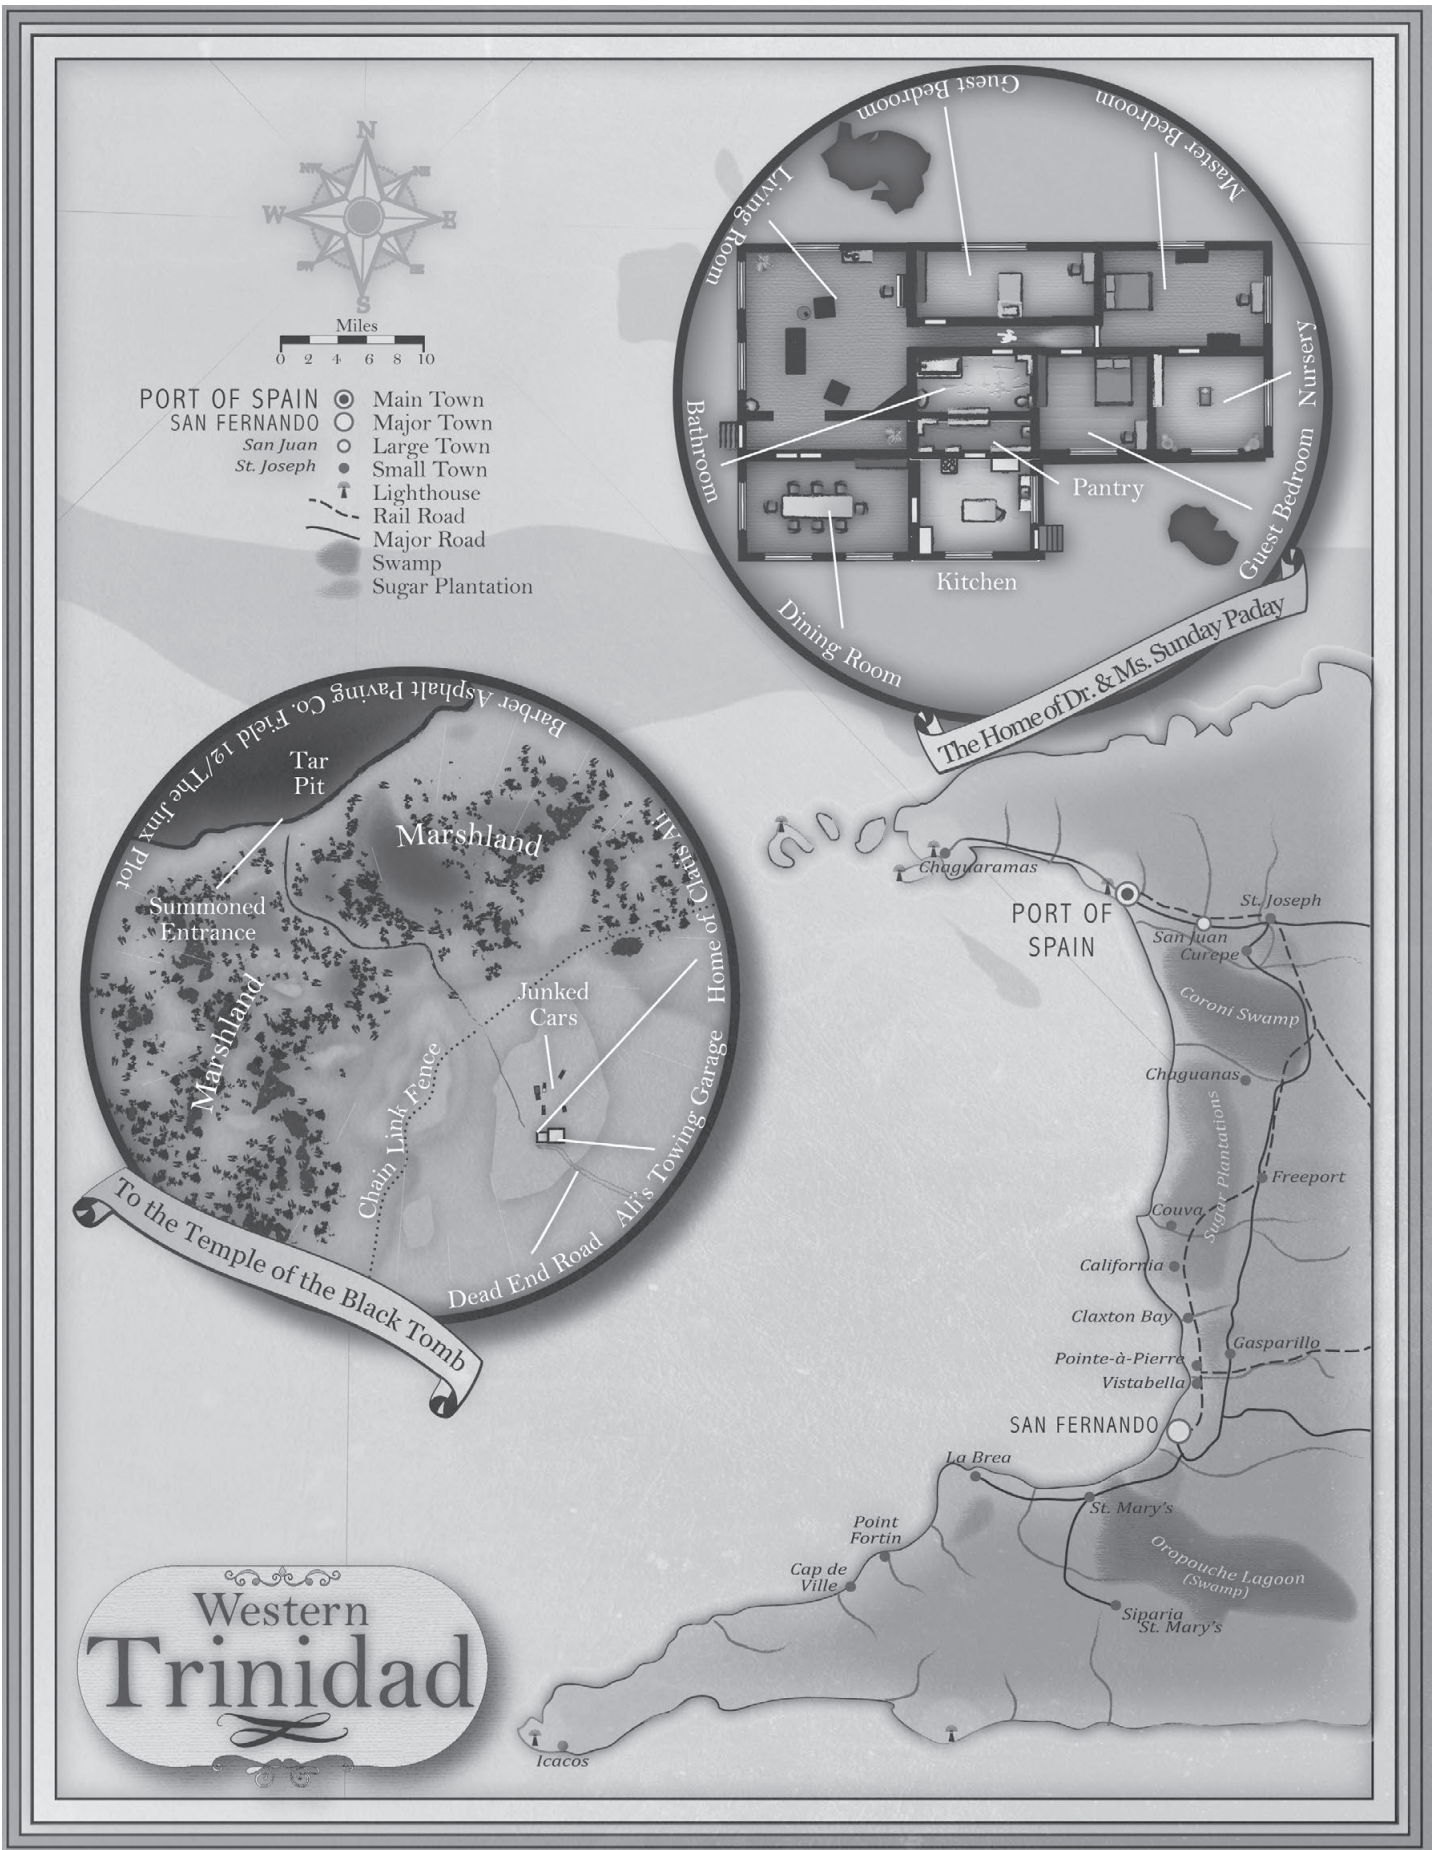 N
NW
NE
W
E
SW
SE
S
Miles
0 2 4 6 8 10
PORT OF SPAIN
Main Town
SAN FERNANDO
Major Town
San Juan
Large Town
St. Joseph
Small Town
Lighthouse
Rail Road
Major Road
Swamp
Sugar Plantation
Living Room
Guest Bedroom
Master Bedroom
Nursery
Guest Bedroom
Bathroom
Pantry
Kitchen
Dining Room
The Home of Dr. & Ms. Sunday Paday
Barber Asphalt Paving Co. Field 12/The Jinx Plot
Tar
Pit
Marshland
Summoned
Entrance
Marshland
Junked
Cars
Home of Clatis Ali
Chain Link Fence
Ali's Towing Garage
Dead End Road
To the Temple of the Black Tomb
Chaguaramas
PORT OF
SPAIN
San Juan
St. Joseph
Curepe
Coroni Swamp
Chaguanas
Sugar Plantations
Freeport
Couva
California
Claxton Bay
Gasparillo
Pointe-à-Pierre
Vistabella
SAN FERNANDO
La Brea
St. Mary's
Point
Fortin
Cap de
Ville
Oropouche Lagoon
(Swamp)
Siparia
St. Mary's
Icacos
Western
Trinidad